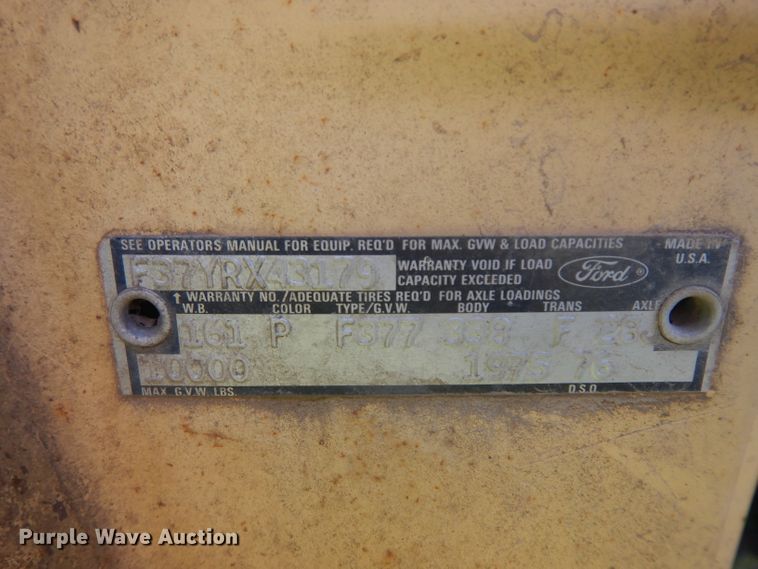 SEE OPERATORS MANUAL FOR EQUIP. REQ'D FOR MAX. GVW & LOAD CAPACITIES
MADE IN
U.S.A.
F37YRX43179
WARRANTY VOID IF LOAD
CAPACITY EXCEEDED
Ford
↑ WARRANTY NO./ADEQUATE TIRES REQ'D FOR AXLE LOADINGS
W.B. COLOR TYPE/G.V.W. BODY TRANS AXLE
161 P F377 F
10000 76
MAX. G.V.W. LBS. D.S.O.
Purple Wave Auction